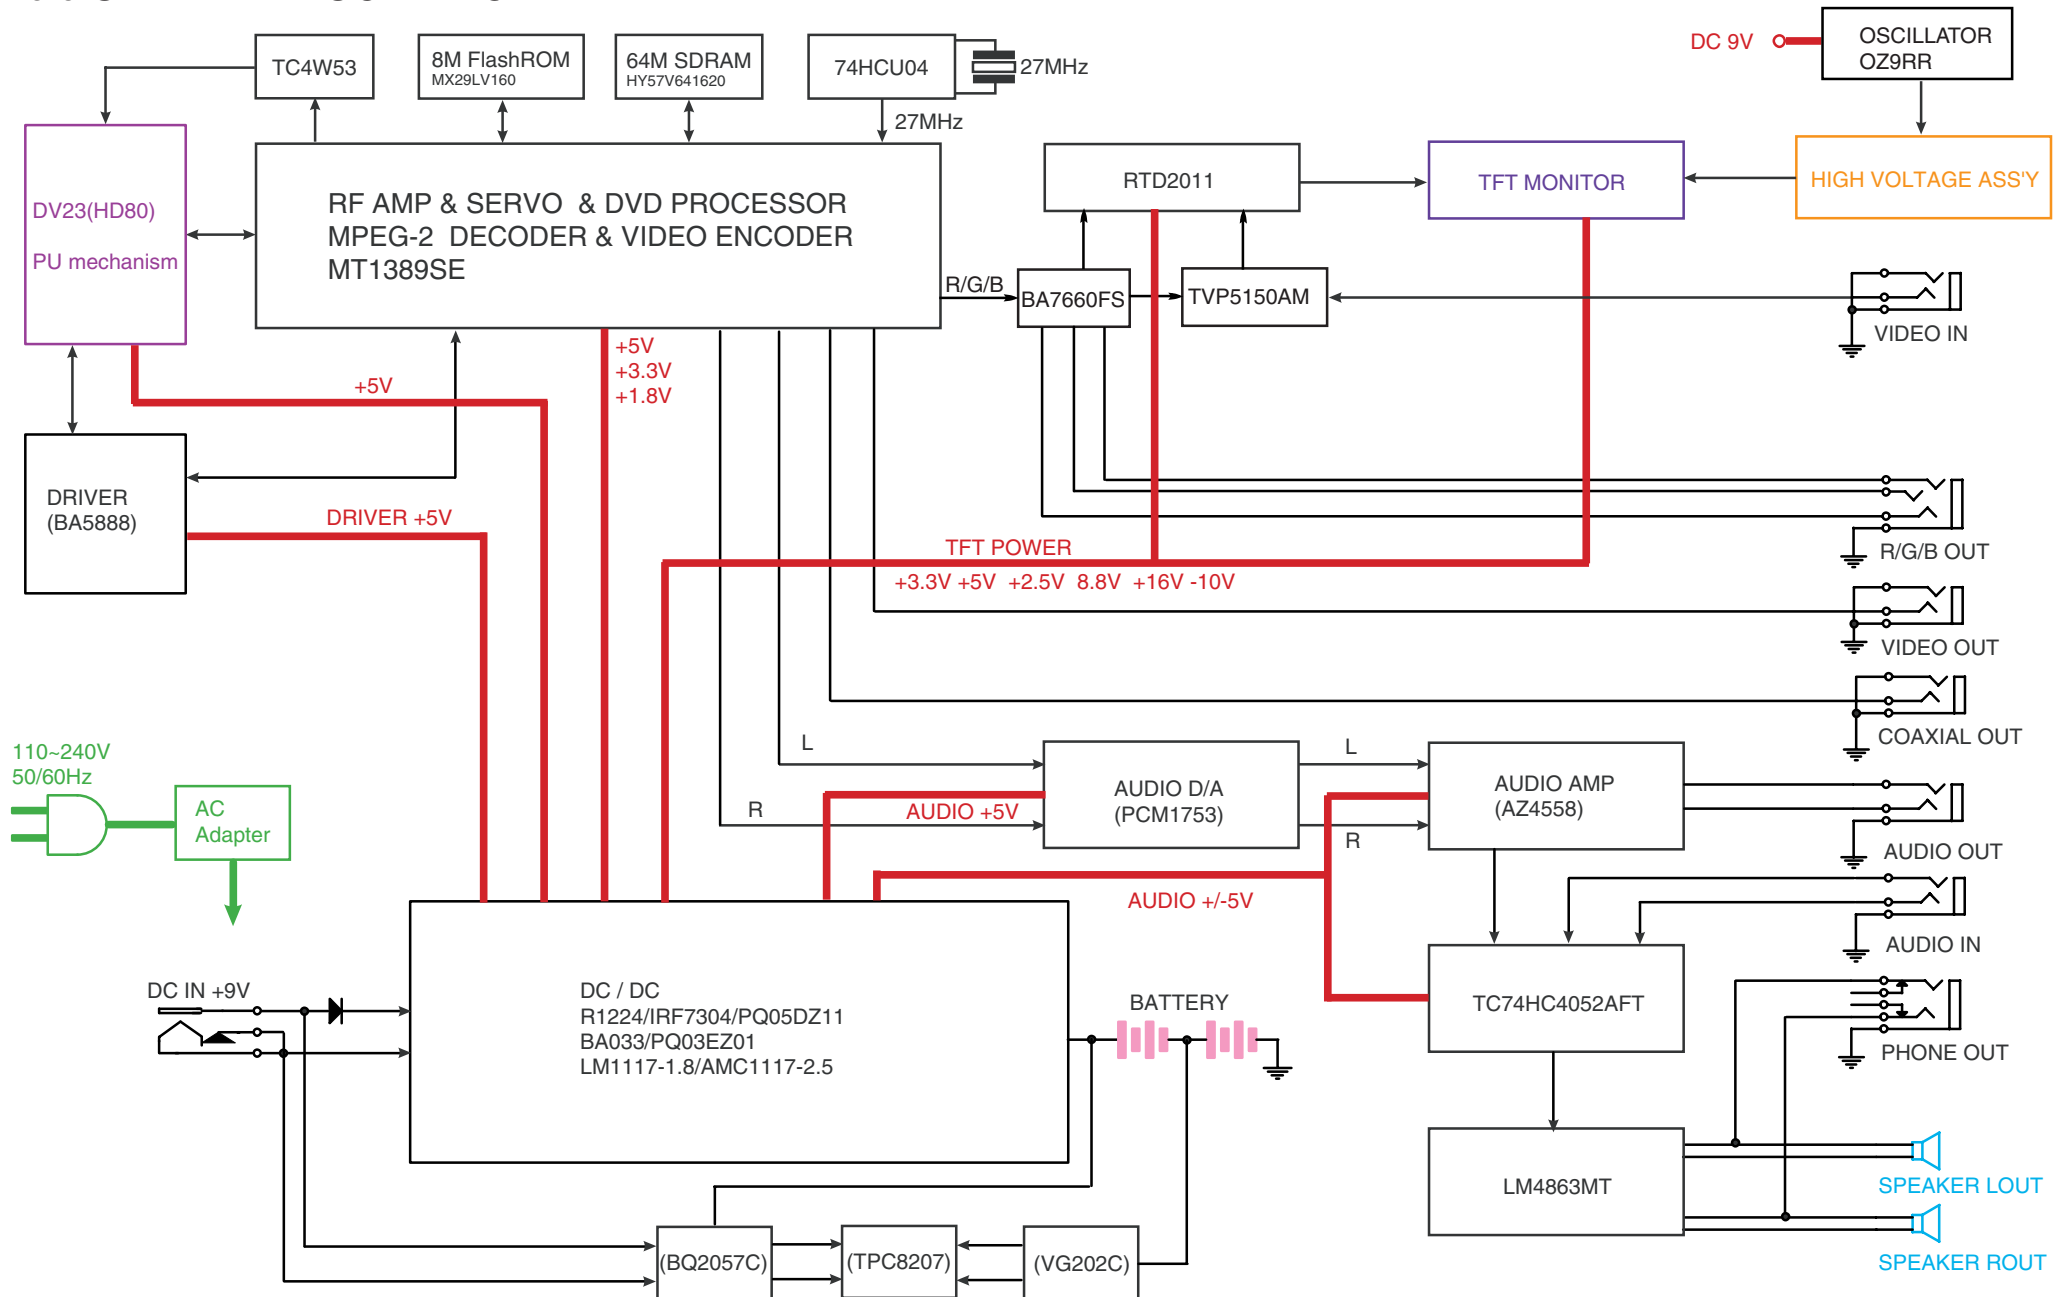 TC4W53
8M FlashROM
MX29LV160
64M SDRAM
HY57V641620
74HCU04
27MHz
27MHz
DC 9V
OSCILLATOR
OZ9RR
DV23(HD80)
PU mechanism
RF AMP & SERVO & DVD PROCESSOR
MPEG-2 DECODER & VIDEO ENCODER
MT1389SE
RTD2011
TFT MONITOR
HIGH VOLTAGE ASS'Y
R/G/B
BA7660FS
TVP5150AM
VIDEO IN
+5V
+3.3V
+1.8V
+5V
DRIVER
(BA5888)
DRIVER +5V
TFT POWER
+3.3V +5V +2.5V 8.8V +16V -10V
R/G/B OUT
VIDEO OUT
COAXIAL OUT
110~240V
50/60Hz
AC
Adapter
L
R
AUDIO +5V
AUDIO D/A
(PCM1753)
L
R
AUDIO AMP
(AZ4558)
AUDIO OUT
AUDIO +/-5V
AUDIO IN
DC IN +9V
DC / DC
R1224/IRF7304/PQ05DZ11
BA033/PQ03EZ01
LM1117-1.8/AMC1117-2.5
BATTERY
TC74HC4052AFT
PHONE OUT
LM4863MT
SPEAKER LOUT
SPEAKER ROUT
(BQ2057C)
(TPC8207)
(VG202C)